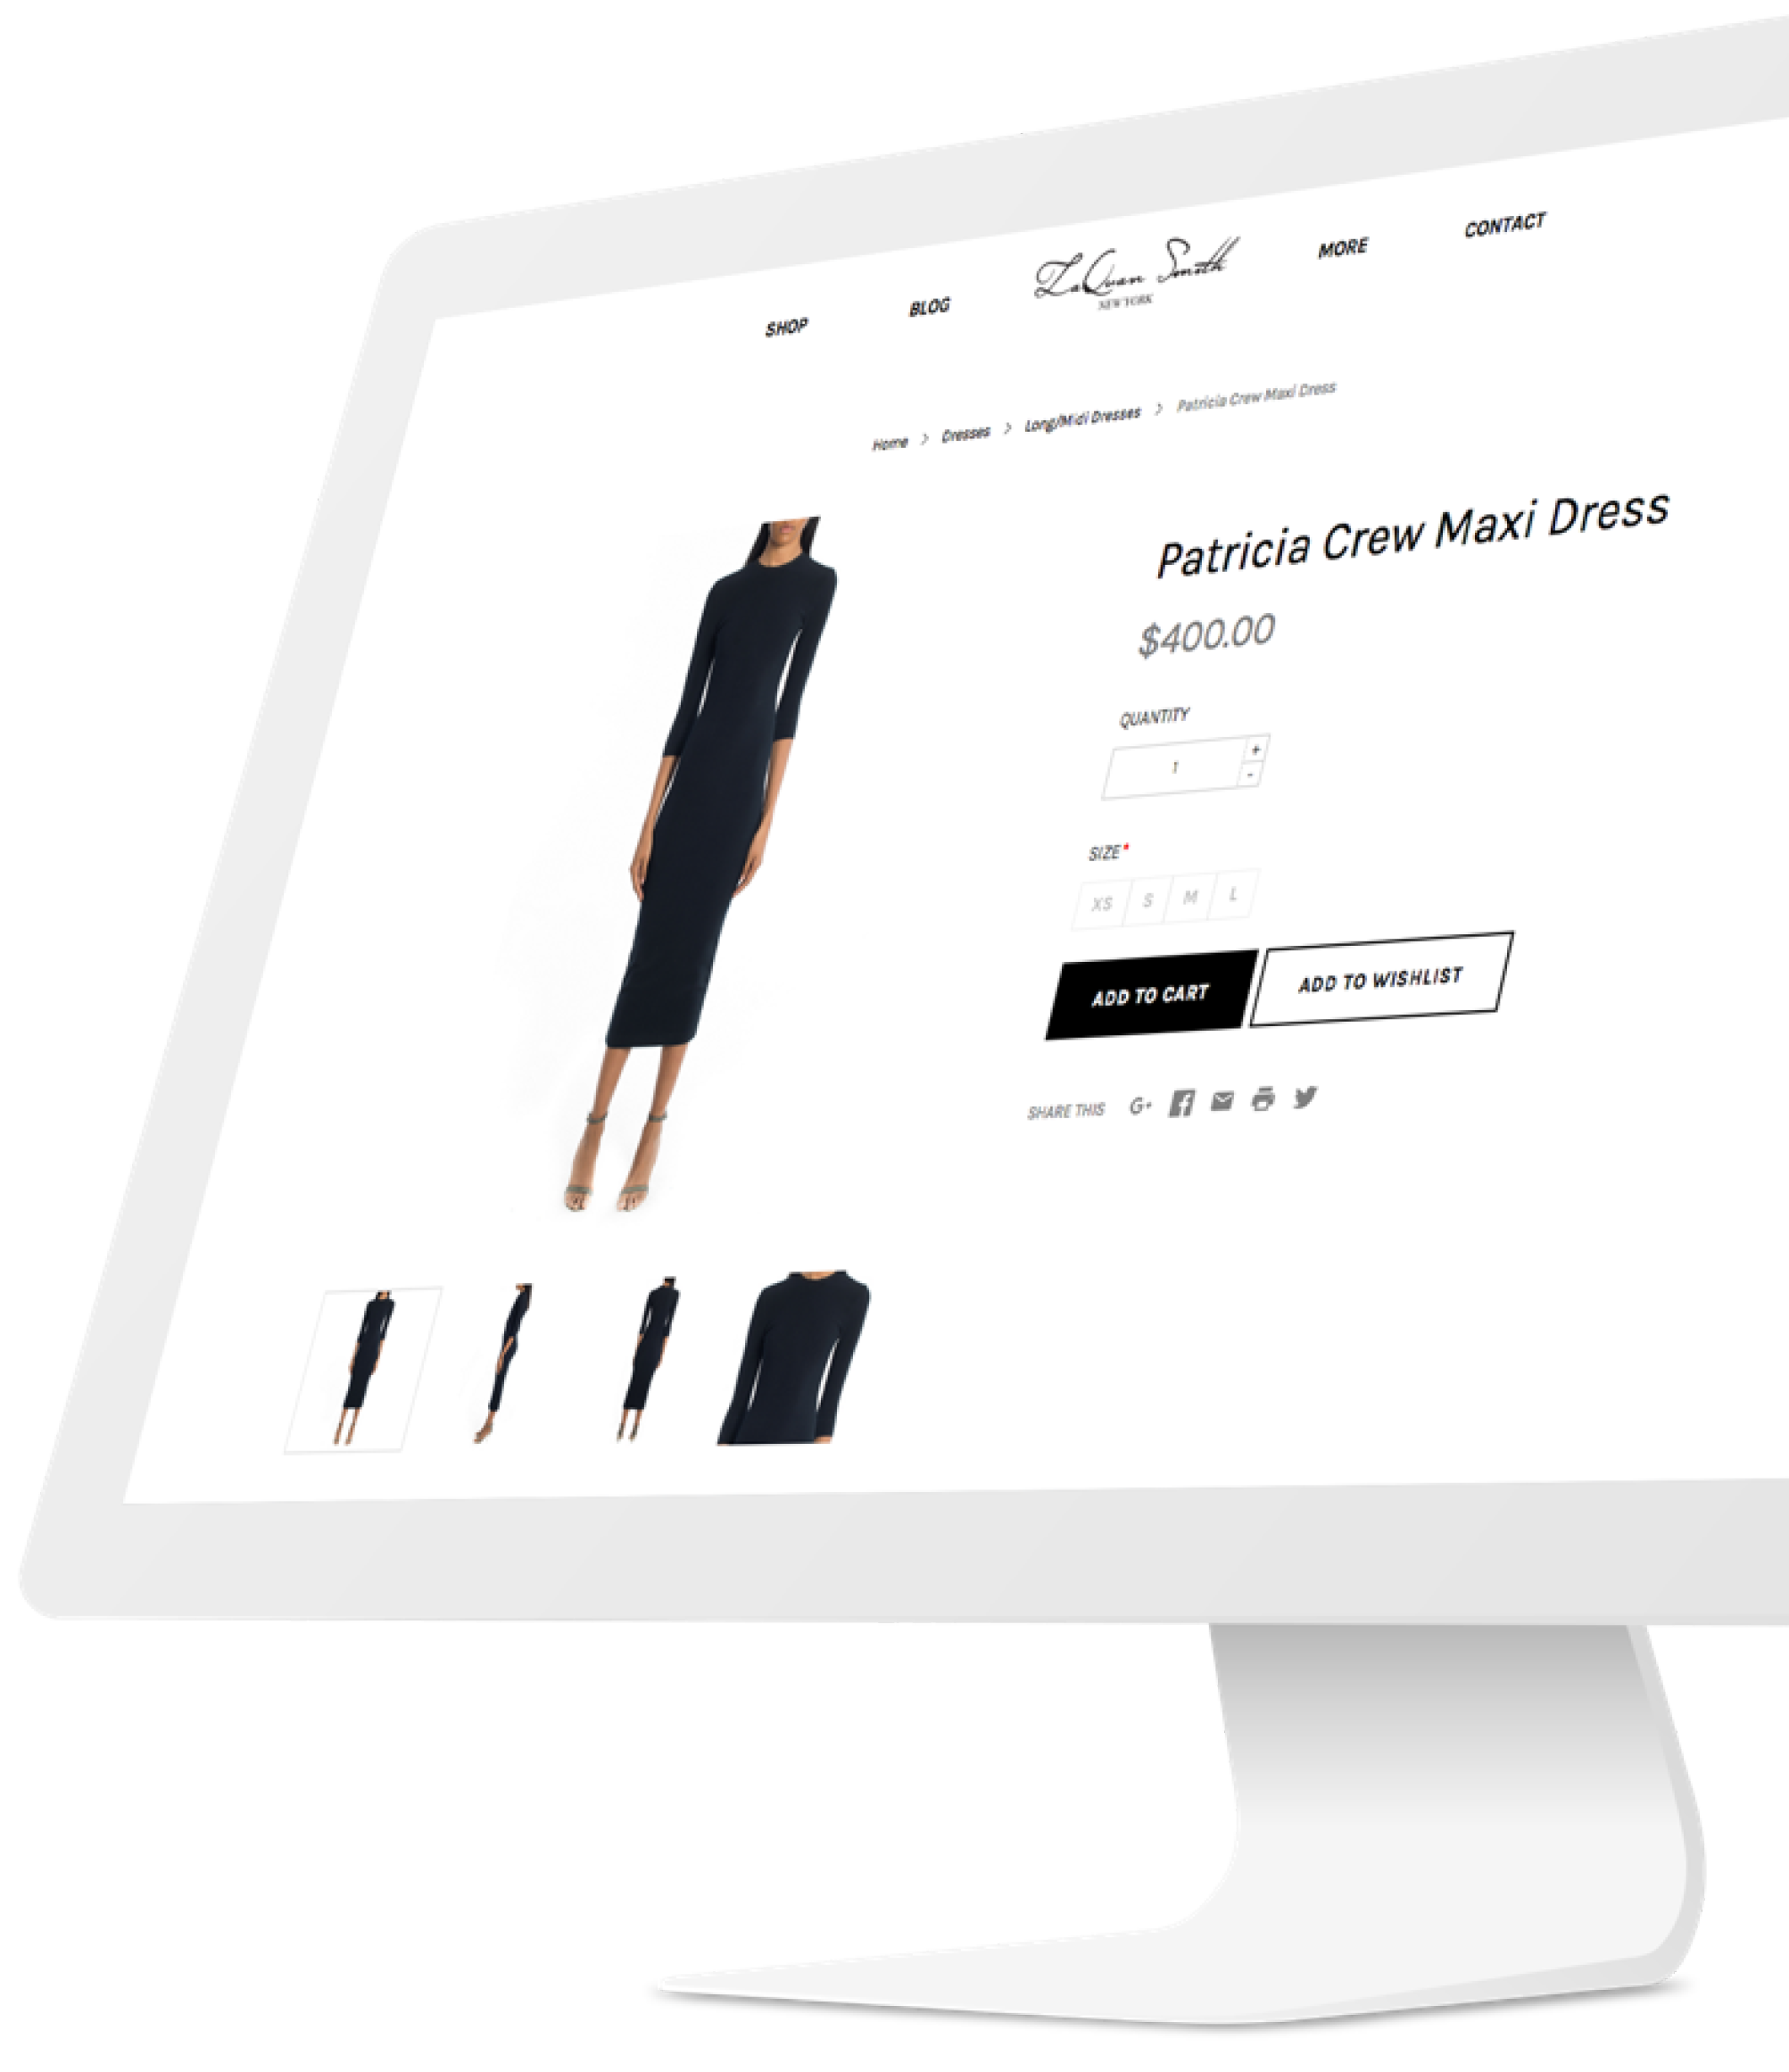 SHOP BLOG LaQuan Smith MORE CONTACT
NEW YORK
Home > Dresses > Long/Midi Dresses > Patricia Crew Maxi Dress
Patricia Crew Maxi Dress
$400.00
QUANTITY
1 + -
SIZE*
XS S M L
ADD TO CART ADD TO WISHLIST
SHARE THIS G+ f